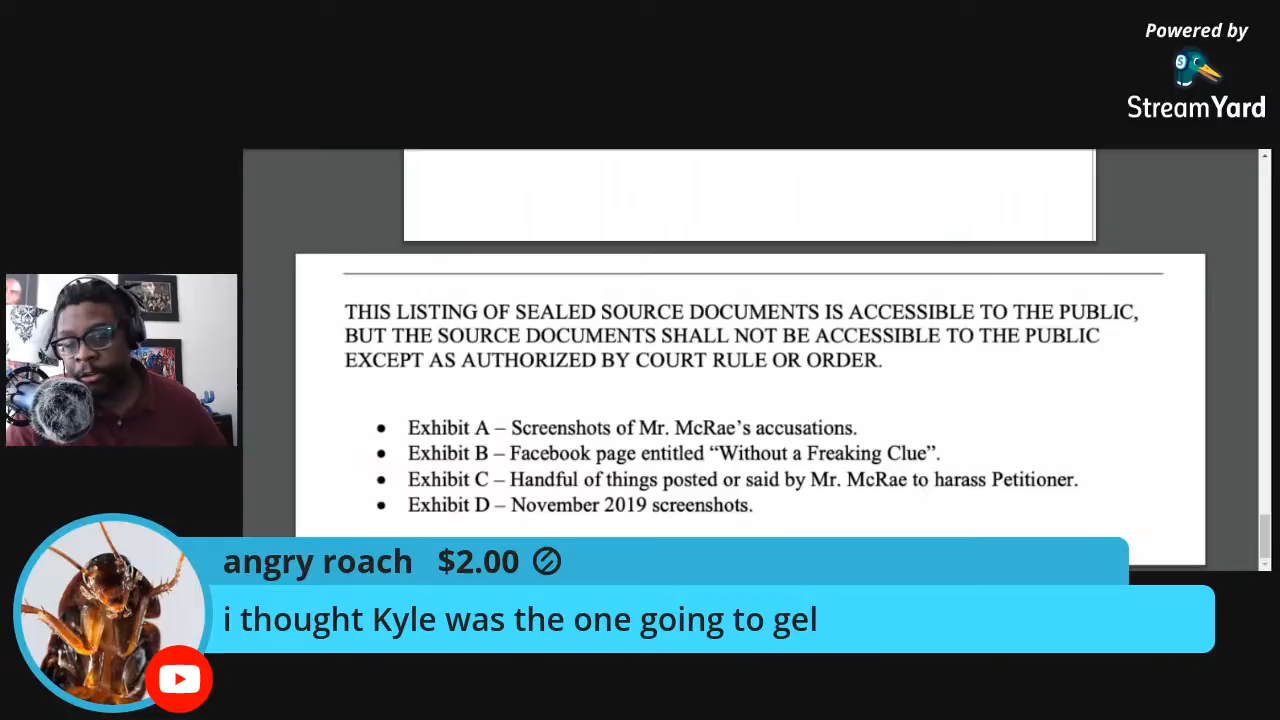 Powered by
StreamYard
THIS LISTING OF SEALED SOURCE DOCUMENTS IS ACCESSIBLE TO THE PUBLIC,
BUT THE SOURCE DOCUMENTS SHALL NOT BE ACCESSIBLE TO THE PUBLIC
EXCEPT AS AUTHORIZED BY COURT RULE OR ORDER.
• Exhibit A – Screenshots of Mr. McRae’s accusations.
• Exhibit B – Facebook page entitled “Without a Freaking Clue”.
• Exhibit C – Handful of things posted or said by Mr. McRae to harass Petitioner.
• Exhibit D – November 2019 screenshots.
angry roach $2.00
i thought Kyle was the one going to gel